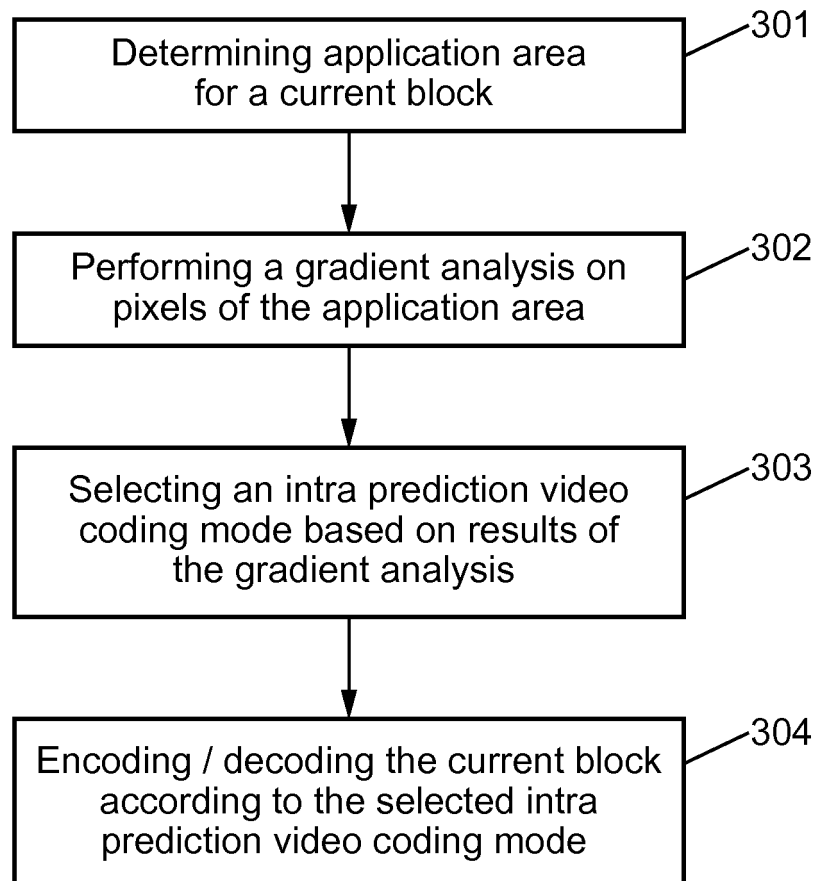 301
Determining application area
for a current block
302
Performing a gradient analysis on
pixels of the application area
303
Selecting an intra prediction video
coding mode based on results of
the gradient analysis
304
Encoding / decoding the current block
according to the selected intra
prediction video coding mode